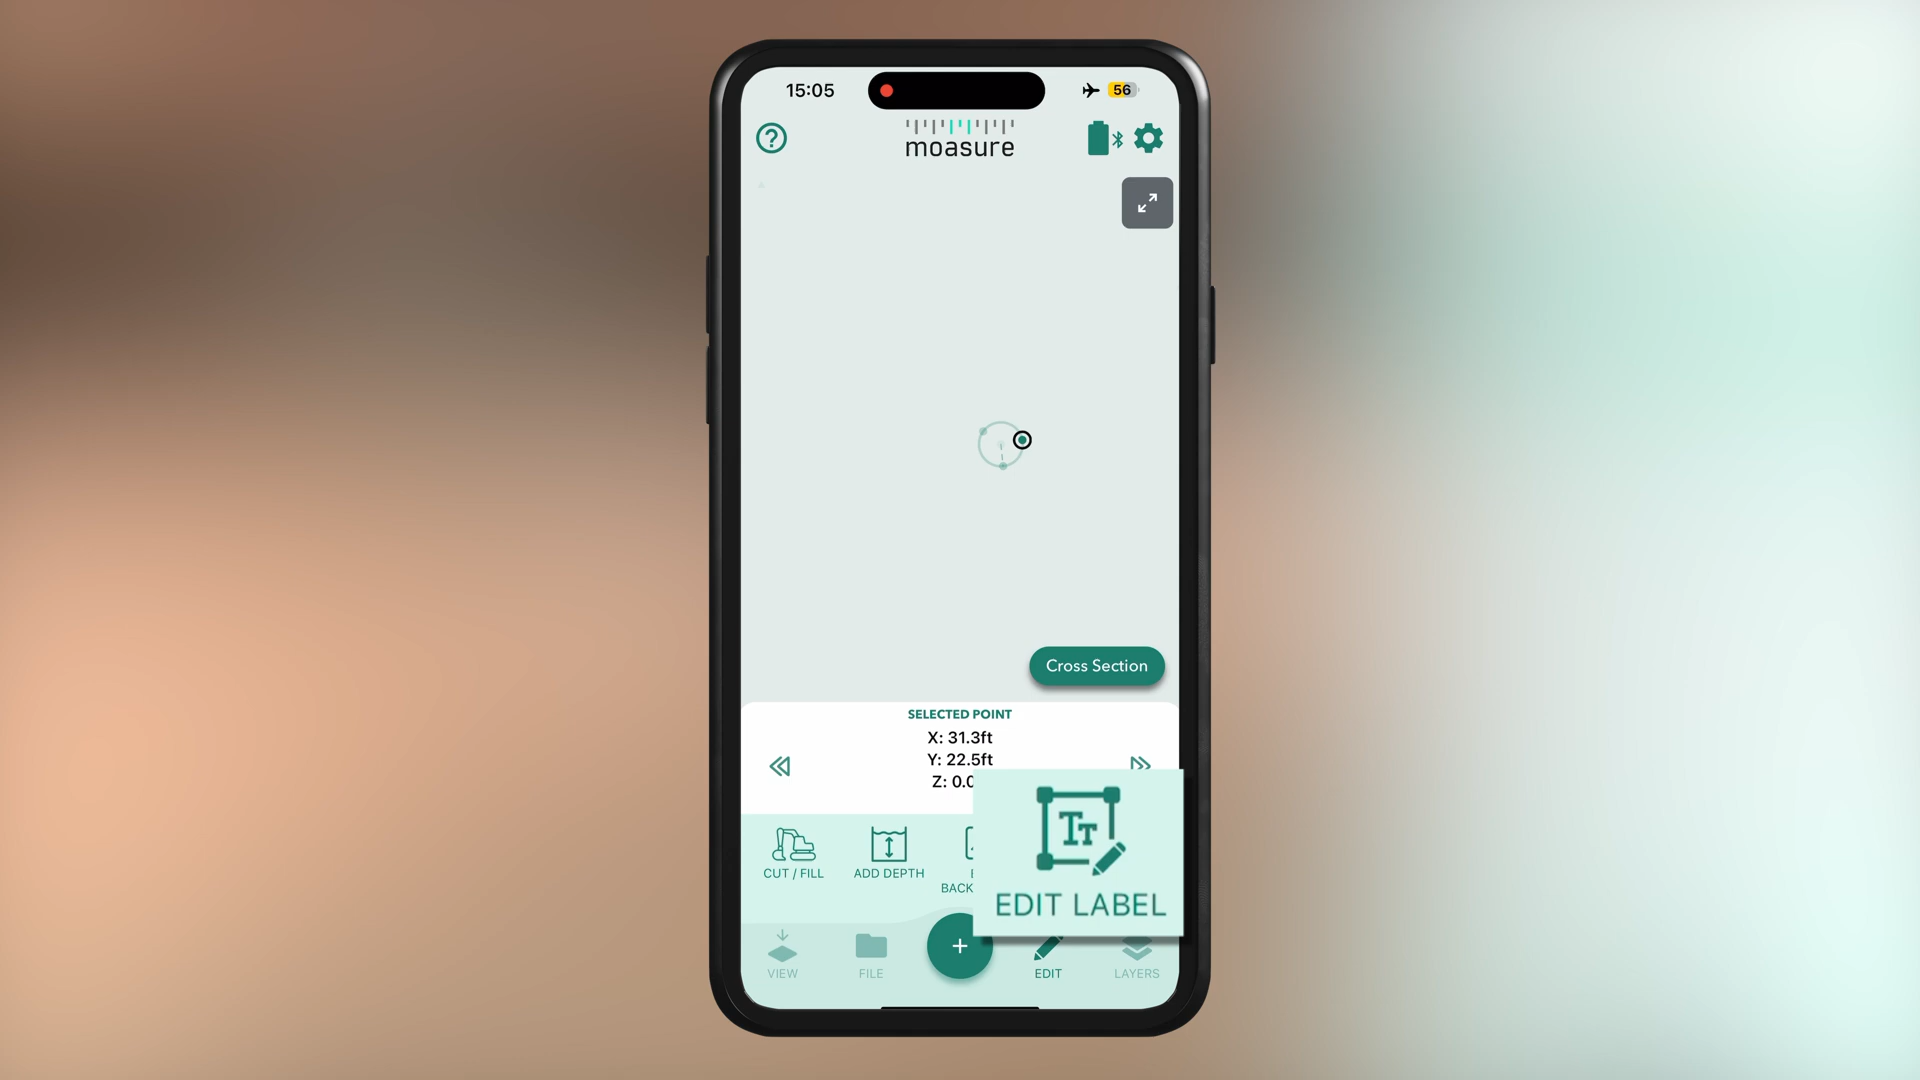 15:05
56
moasure
Cross Section
SELECTED POINT
X: 31.3ft
Y: 22.5ft
Z: 0.0
CUT / FILL
ADD DEPTH
BACK
EDIT LABEL
VIEW
FILE
EDIT
LAYERS